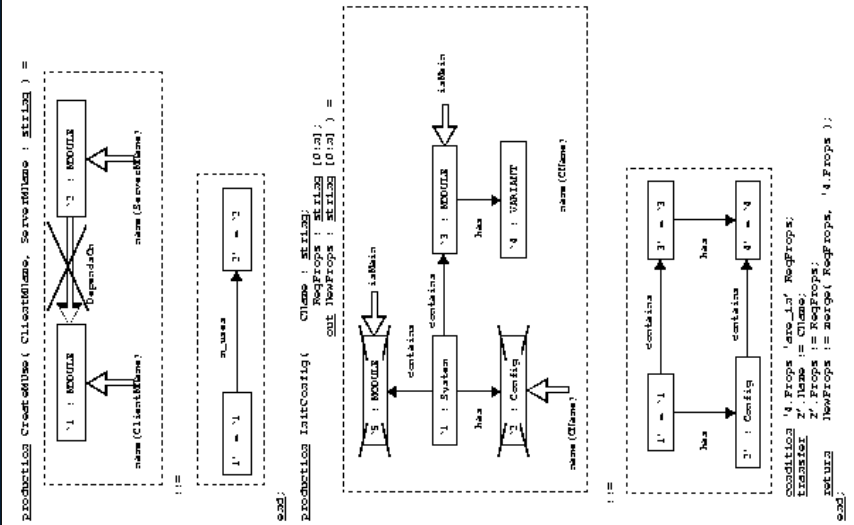 production CreateMUse( ClientMName, ServerMName : string ) =
`1 : MODULE
DependsOn
`2 : MODULE
name(ClientMName)
name(ServerMName)
::=
1' = `1
m_uses
2' = `2
end;
production InitConfig( CName : string;
ReqProps : string [0:n];
out NewProps : string [0:n] ) =
`5 : MODULE
isMain
contains
`1 : System
contains
`3 : MODULE
isMain
has
has
`2 : Config
`4 : VARIANT
name(CName)
name(CName)
::=
1' = `1
contains
3' = `3
has
has
2' : Config
contains
4' = `4
condition `4.Props 'are_in' ReqProps;
transfer 2'.Name := CName;
2'.Props := ReqProps;
return NewProps := merge( ReqProps, `4.Props );
end;